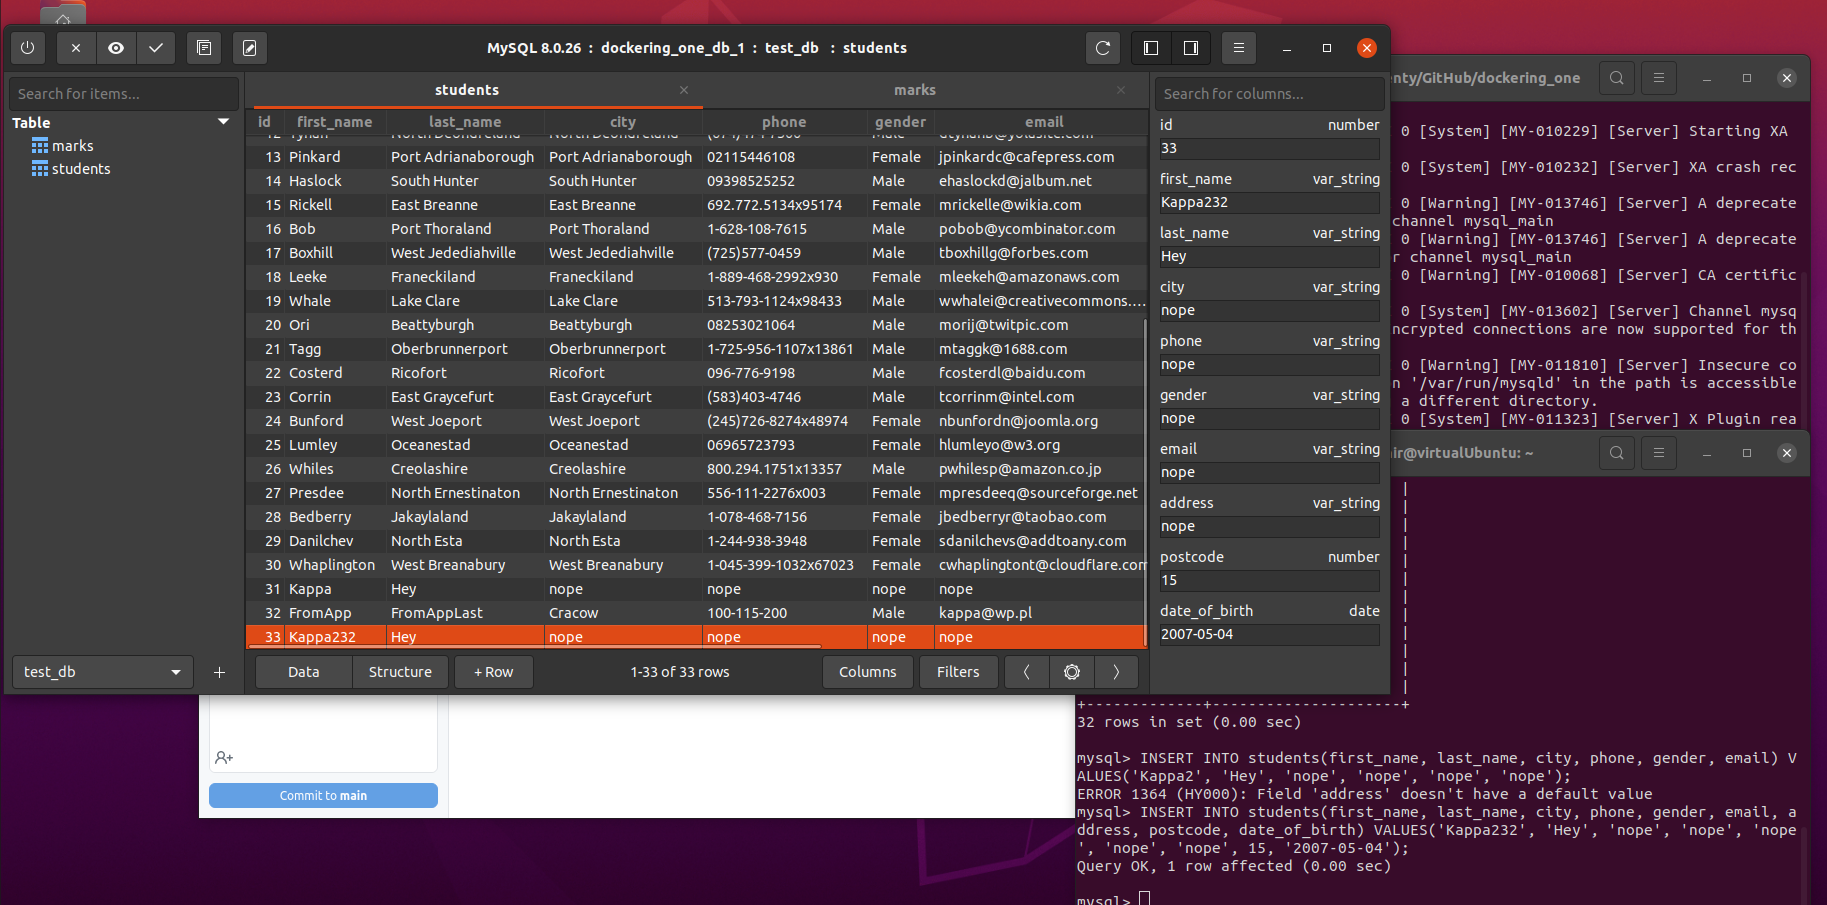 MySQL 8.0.26 : dockering_one_db_1 : test_db : students
Search for items...
Table
marks
students
test_db
students
marks
id first_name last_name city phone gender email
13 Pinkard Port Adrianaborough Port Adrianaborough 02115446108 Female jpinkardc@cafepress.com
14 Haslock South Hunter South Hunter 09398525252 Male ehaslockd@jalbum.net
15 Rickell East Breanne East Breanne 692.772.5134x95174 Female mrickelle@wikia.com
16 Bob Port Thoraland Port Thoraland 1-628-108-7615 Male pobob@ycombinator.com
17 Boxhill West Jedediahville West Jedediahville (725)577-0459 Male tboxhillg@forbes.com
18 Leeke Franeckiland Franeckiland 1-889-468-2992x930 Female mleekeh@amazonaws.com
19 Whale Lake Clare Lake Clare 513-793-1124x98433 Male wwhalei@creativecommons....
20 Ori Beattyburgh Beattyburgh 08253021064 Male morij@twitpic.com
21 Tagg Oberbrunnerport Oberbrunnerport 1-725-956-1107x13861 Male mtaggk@1688.com
22 Costerd Ricofort Ricofort 096-776-9198 Male fcosterdl@baidu.com
23 Corrin East Graycefurt East Graycefurt (583)403-4746 Male tcorrinm@intel.com
24 Bunford West Joeport West Joeport (245)726-8274x48974 Female nbunfordn@joomla.org
25 Lumley Oceanestad Oceanestad 06965723793 Female hlumleyo@w3.org
26 Whiles Creolashire Creolashire 800.294.1751x13357 Male pwhilesp@amazon.co.jp
27 Presdee North Ernestinaton North Ernestinaton 556-111-2276x003 Female mpresdeeq@sourceforge.net
28 Bedberry Jakaylaland Jakaylaland 1-078-468-7156 Female jbedberryr@taobao.com
29 Danilchev North Esta North Esta 1-244-938-3948 Female sdanilchevs@addtoany.com
30 Whaplington West Breanabury West Breanabury 1-045-399-1032x67023 Female cwhaplingtont@cloudflare.com
31 Kappa Hey nope nope nope nope
32 FromApp FromAppLast Cracow 100-115-200 Male kappa@wp.pl
33 Kappa232 Hey nope nope nope nope
Data Structure + Row 1-33 of 33 rows Columns Filters
Search for columns...
id number
33
first_name var_string
Kappa232
last_name var_string
Hey
city var_string
nope
phone var_string
nope
gender var_string
nope
email var_string
nope
address var_string
nope
postcode number
15
date_of_birth date
2007-05-04
Commit to main
nty/GitHub/dockering_one
0 [System] [MY-010229] [Server] Starting XA
0 [System] [MY-010232] [Server] XA crash rec
0 [Warning] [MY-013746] [Server] A deprecate
channel mysql_main
0 [Warning] [MY-013746] [Server] A deprecate
r channel mysql_main
0 [Warning] [MY-010068] [Server] CA certific
0 [System] [MY-013602] [Server] Channel mysq
ncrypted connections are now supported for th
0 [Warning] [MY-011810] [Server] Insecure co
n '/var/run/mysqld' in the path is accessible
a different directory.
0 [System] [MY-011323] [Server] X Plugin rea
ir@virtualUbuntu: ~
+-------------+---------------------+
32 rows in set (0.00 sec)
mysql> INSERT INTO students(first_name, last_name, city, phone, gender, email) V
ALUES('Kappa2', 'Hey', 'nope', 'nope', 'nope', 'nope');
ERROR 1364 (HY000): Field 'address' doesn't have a default value
mysql> INSERT INTO students(first_name, last_name, city, phone, gender, email, a
ddress, postcode, date_of_birth) VALUES('Kappa232', 'Hey', 'nope', 'nope', 'nope
', 'nope', 'nope', 15, '2007-05-04');
Query OK, 1 row affected (0.00 sec)
mysql>